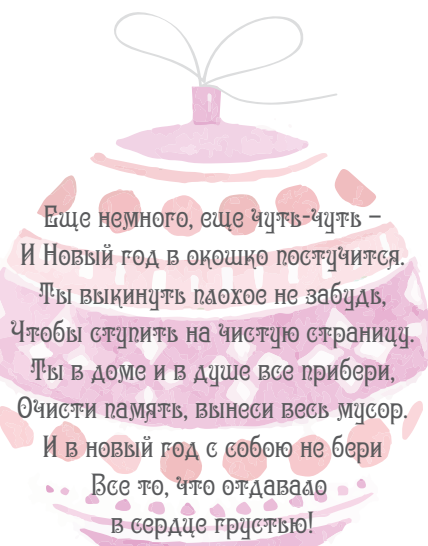 Еще немного, еще чуть-чуть –
И Новый год в окошко постучится.
Ты выкинуть плохое не забудь,
Чтобы ступить на чистую страницу.
Ты в доме и в душе все прибери,
Очисти память, вынеси весь мусор.
И в новый год с собою не бери
Все то, что отдавало
в сердце грустью!